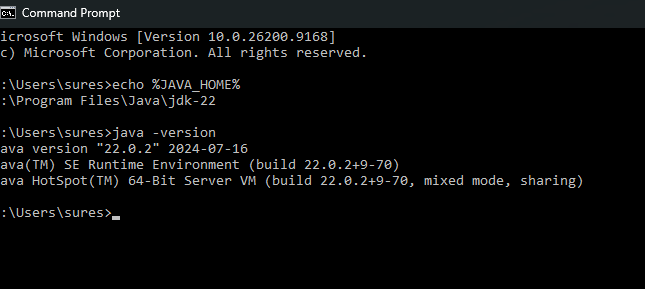 Command Prompt
icrosoft Windows [Version 10.0.26200.9168]
c) Microsoft Corporation. All rights reserved.
:\Users\sures>echo %JAVA_HOME%
:\Program Files\Java\jdk-22
:\Users\sures>java -version
ava version "22.0.2" 2024-07-16
ava(TM) SE Runtime Environment (build 22.0.2+9-70)
ava HotSpot(TM) 64-Bit Server VM (build 22.0.2+9-70, mixed mode, sharing)
:\Users\sures>